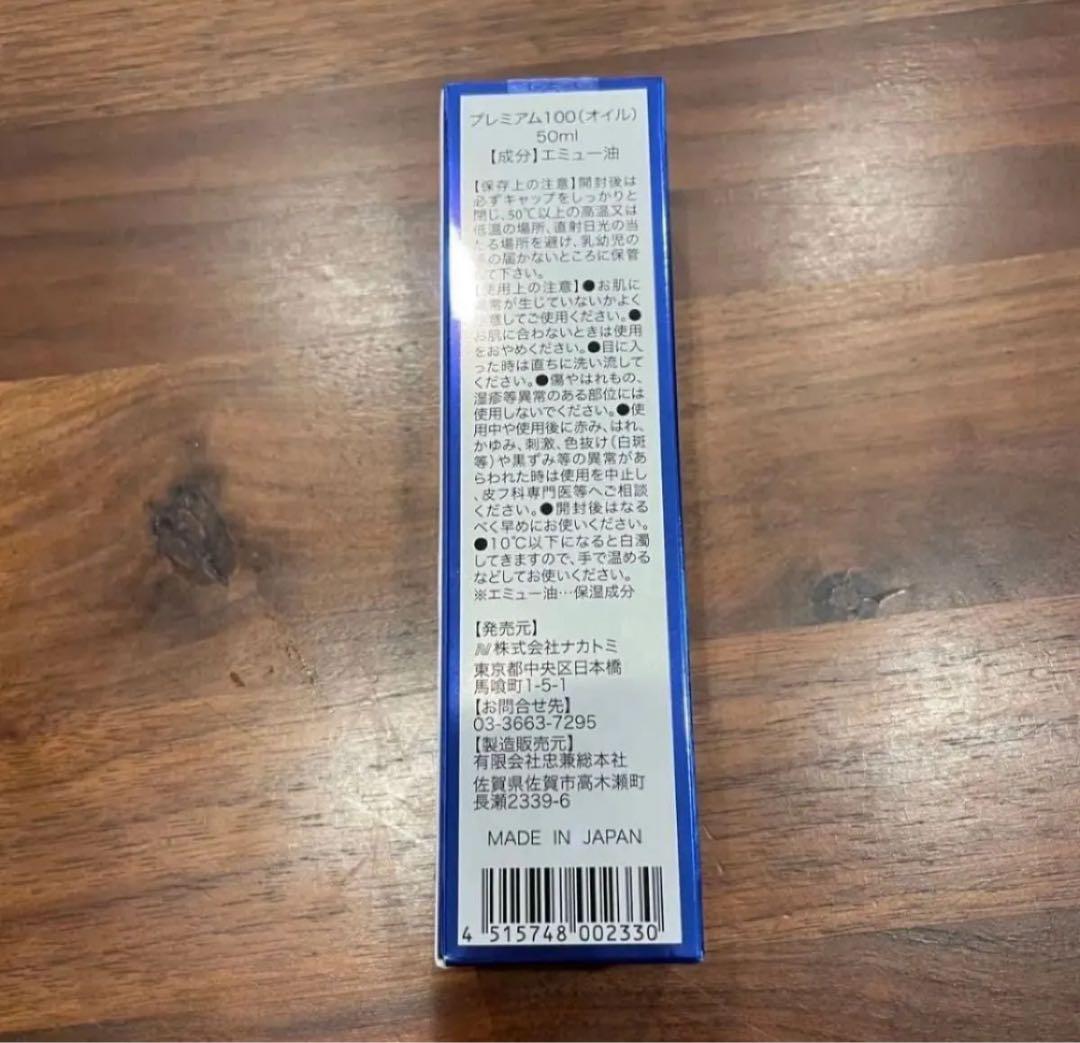 プレミアム100(オイル)
50ml
【成分】エミュー油
【保存上の注意】開封後は
必ずキャップをしっかりと
閉じ、50℃以上の高温又は
低温の場所、直射日光の当
たる場所を避け、乳幼児の
の届かないところに保管
て下さい。
使用上の注意】●お肌に
常が生じていないかよく
意してご使用ください。●
お肌に合わないときは使用
をおやめください。●目に入
った時は直ちに洗い流して
ください。●傷やはれもの、
湿疹等異常のある部位には
使用しないでください。●使
用中や使用後に赤み、はれ、
かゆみ、刺激、色抜け(白斑
等)や黒ずみ等の異常があ
らわれた時は使用を中止し
、皮フ科専門医等へご相談
ください。●開封後はなる
べく早めにお使いください。
●10℃以下になると白濁
してきますので、手で温める
などしてお使いください。
※エミュー油…保湿成分
【発売元】
N株式会社ナカトミ
東京都中央区日本橋
馬喰町1-5-1
【お問合せ先】
03-3663-7295
【製造販売元】
有限会社忠兼総本社
佐賀県佐賀市高木瀬町
長瀬2339-6
MADE IN JAPAN
4 515748 002330